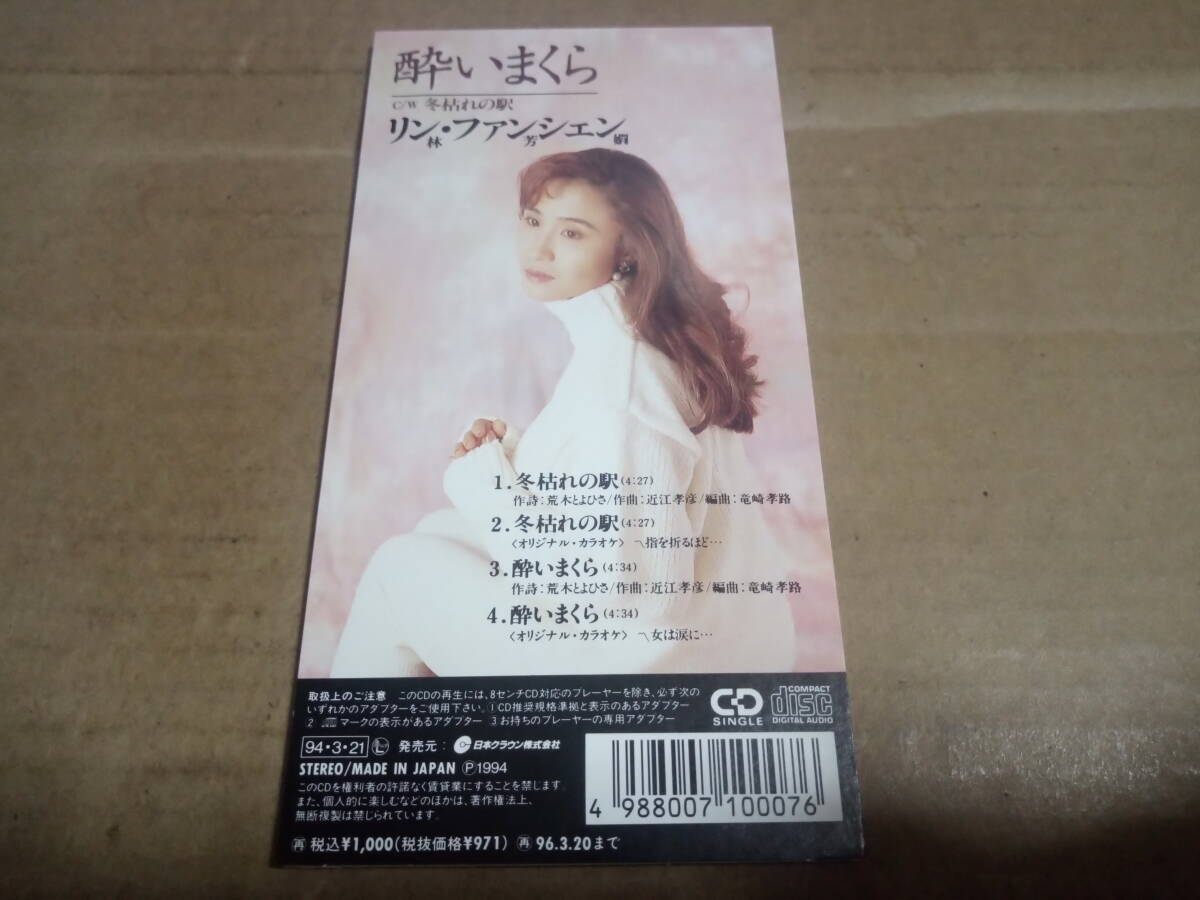 酔いまくら
C/W 冬枯れの駅
リン・ファンシェン
林 芳 嫺
1.冬枯れの駅(4:27)
作詩:荒木とよひさ/作曲:近江孝彦/編曲:竜崎孝路
2.冬枯れの駅(4:27)
〈オリジナル・カラオケ〉 〽指を折るほど…
3.酔いまくら(4:34)
作詩:荒木とよひさ/作曲:近江孝彦/編曲:竜崎孝路
4.酔いまくら(4:34)
〈オリジナル・カラオケ〉 〽女は涙に…
取扱上のご注意 このCDの再生には、8センチCD対応のプレーヤーを除き、必ず次の
いずれかのアダプターをご使用下さい。1 CD推奨規格準拠と表示のあるアダプター
2 マークの表示があるアダプター 3 お持ちのプレーヤーの専用アダプター
CD SINGLE
COMPACT disc DIGITAL AUDIO
94・3・21 L 発売元: 日本クラウン株式会社
STEREO/MADE IN JAPAN ℗1994
このCDを権利者の許諾なく賃貸業にすることを禁します。
また、個人的に楽しむなどのほかは、著作権法上、
無断複製は禁じられています。
4 988007 100076
再 税込¥1,000(税抜価格¥971) 再 96.3.20まで